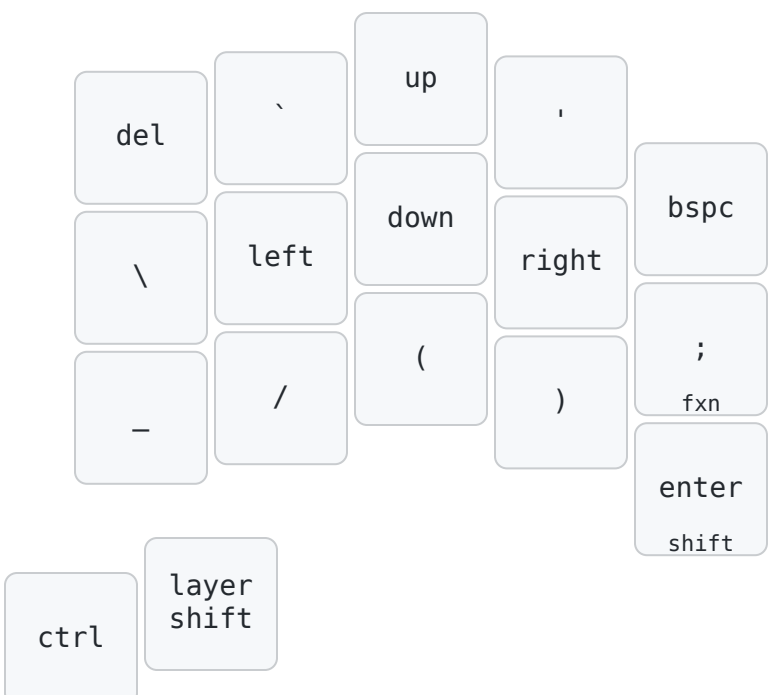 del
`
up
'
bspc
\
left
down
right
;
fxn
_
/
(
)
enter
shift
ctrl
layer
shift